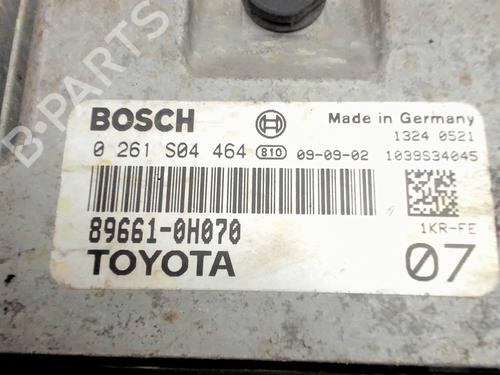 B-PARTS
BOSCH
Made in Germany
1324 0521
0 261 S04 464 810 09-09-02 1039S34045
89661-0H070
1KR-FE
TOYOTA
07